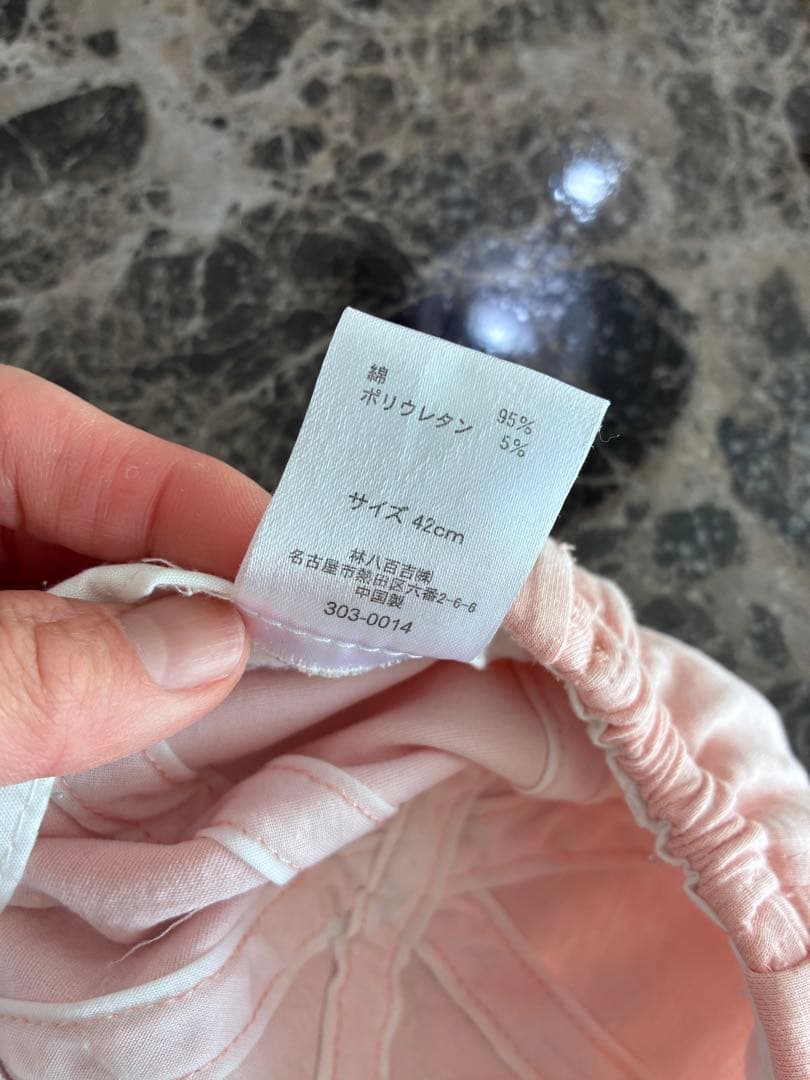 綿 95%
ポリウレタン 5%
サイズ 42cm
林八百吉㈱
名古屋市熱田区六番2-6-6
中国製
303-0014